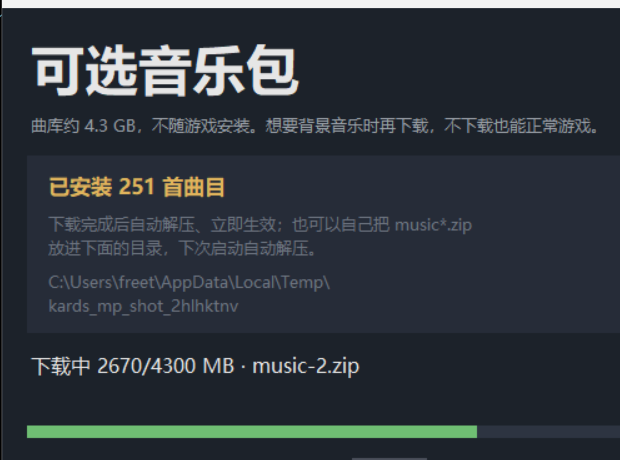 可选音乐包
曲库约 4.3 GB，不随游戏安装。想要背景音乐时再下载，不下载也能正常游戏。
已安装 251 首曲目
下载完成后自动解压、立即生效；也可以自己把 music*.zip
放进下面的目录，下次启动自动解压。
C:\Users\freet\AppData\Local\Temp\
kards_mp_shot_2hlhktnv
下载中 2670/4300 MB · music-2.zip